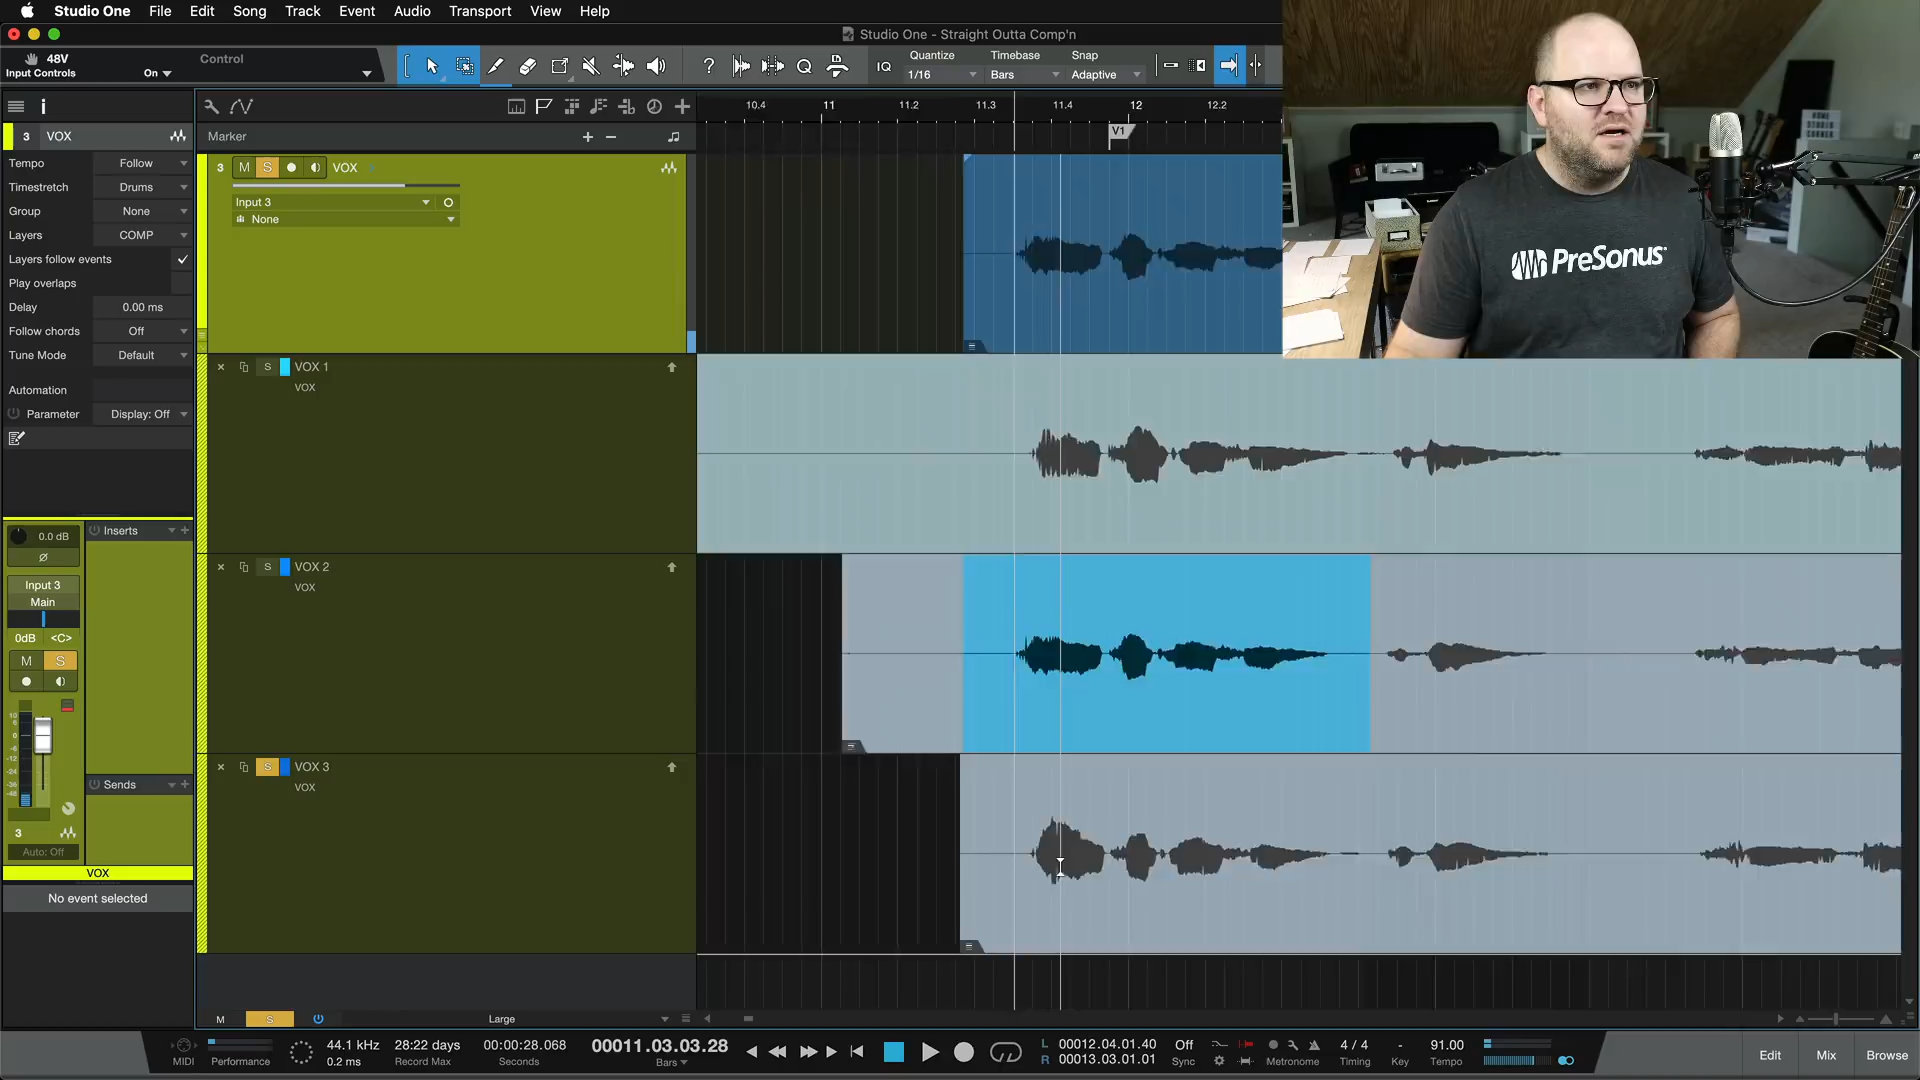 Studio One File Edit Song Track Event Audio Transport View Help
Studio One - Straight Outta Comp'n
48V
Input Controls
On
Control
Quantize
1/16
Timebase
Bars
Snap
Adaptive
IQ
Q
?
i
3 VOX
Tempo Follow
Timestretch Drums
Group None
Layers COMP
Layers follow events
Play overlaps
Delay 0.00 ms
Follow chords Off
Tune Mode Default
Automation
Parameter Display: Off
Marker
10.4 11 11.2 11.3 11.4 12 12.2
V1
3 M S VOX
Input 3
None
S VOX 1
VOX
S VOX 2
VOX
S VOX 3
VOX
PreSonus
0.0 dB
Inserts
Input 3
Main
0dB <C>
M S
Sends
3
Auto: Off
VOX
No event selected
M S Large
MIDI
Performance
44.1 kHz
0.2 ms
28:22 days
Record Max
00:00:28.068
Seconds
00011.03.03.28
Bars
L 00012.04.01.40
R 00013.03.01.01
Off
Sync
Metronome
4 / 4
Timing
-
Key
91.00
Tempo
Edit Mix Browse